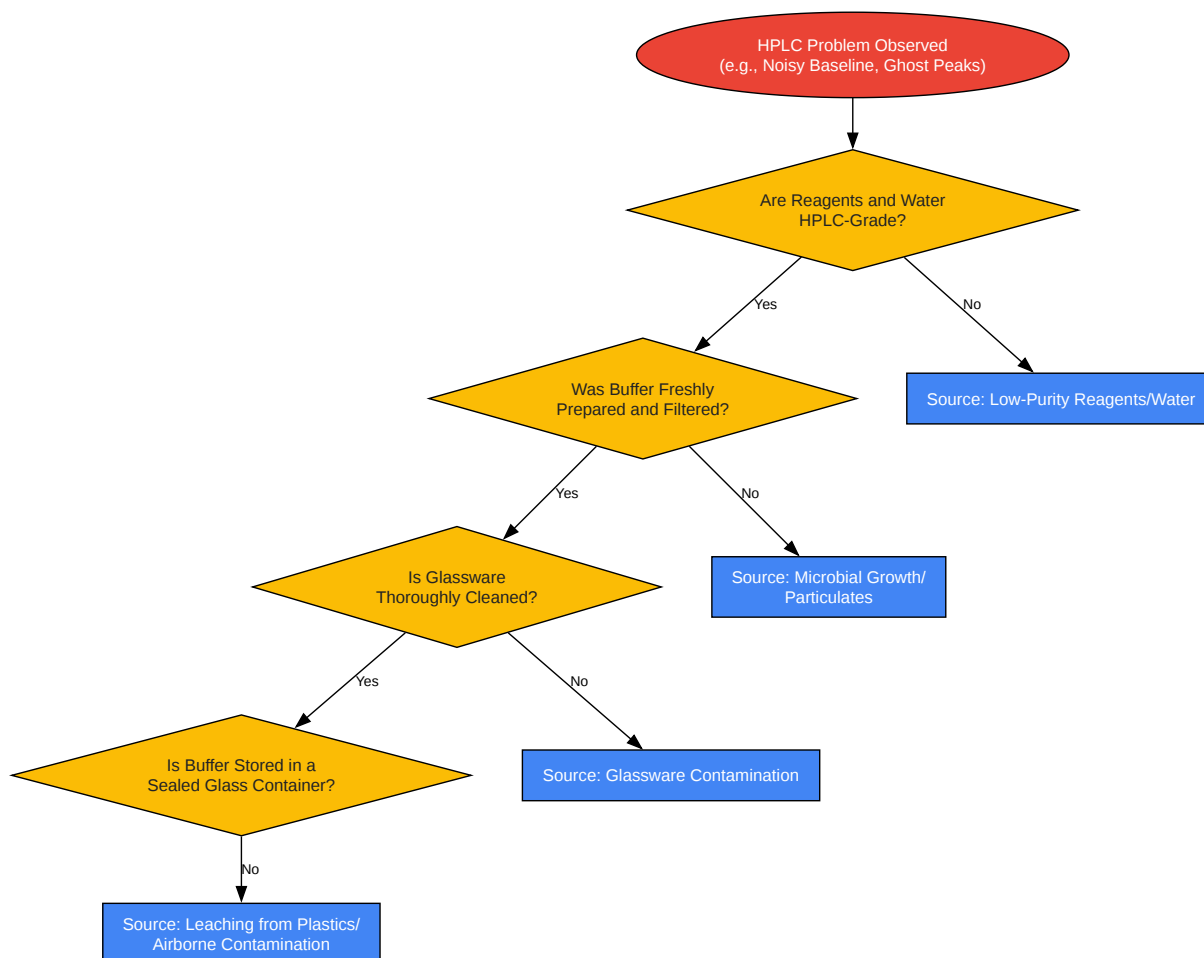 HPLC Problem Observed
(e.g., Noisy Baseline, Ghost Peaks)
Are Reagents and Water
HPLC-Grade?
Yes
No
Was Buffer Freshly
Prepared and Filtered?
Source: Low-Purity Reagents/Water
Yes
No
Is Glassware
Thoroughly Cleaned?
Source: Microbial Growth/
Particulates
Yes
No
Is Buffer Stored in a
Sealed Glass Container?
Source: Glassware Contamination
No
Source: Leaching from Plastics/
Airborne Contamination